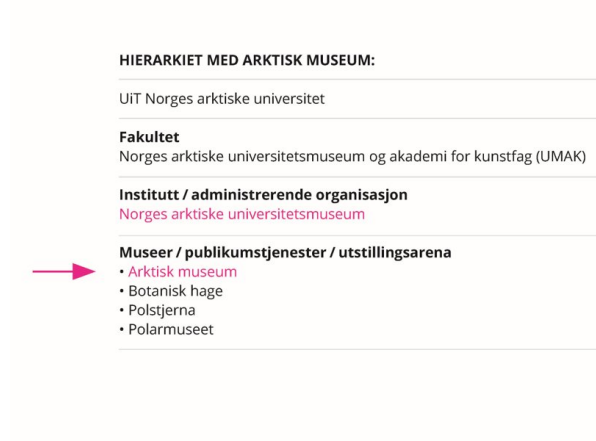 HIERARKIET MED ARKTISK MUSEUM:
UiT Norges arktiske universitet
Fakultet
Norges arktiske universitetsmuseum og akademi for kunstfag (UMAK)
Institutt / administrerende organisasjon
Norges arktiske universitetsmuseum
Museer / publikumstjenester / utstillingsarena
• Arktisk museum
• Botanisk hage
• Polstjerna
• Polarmuseet